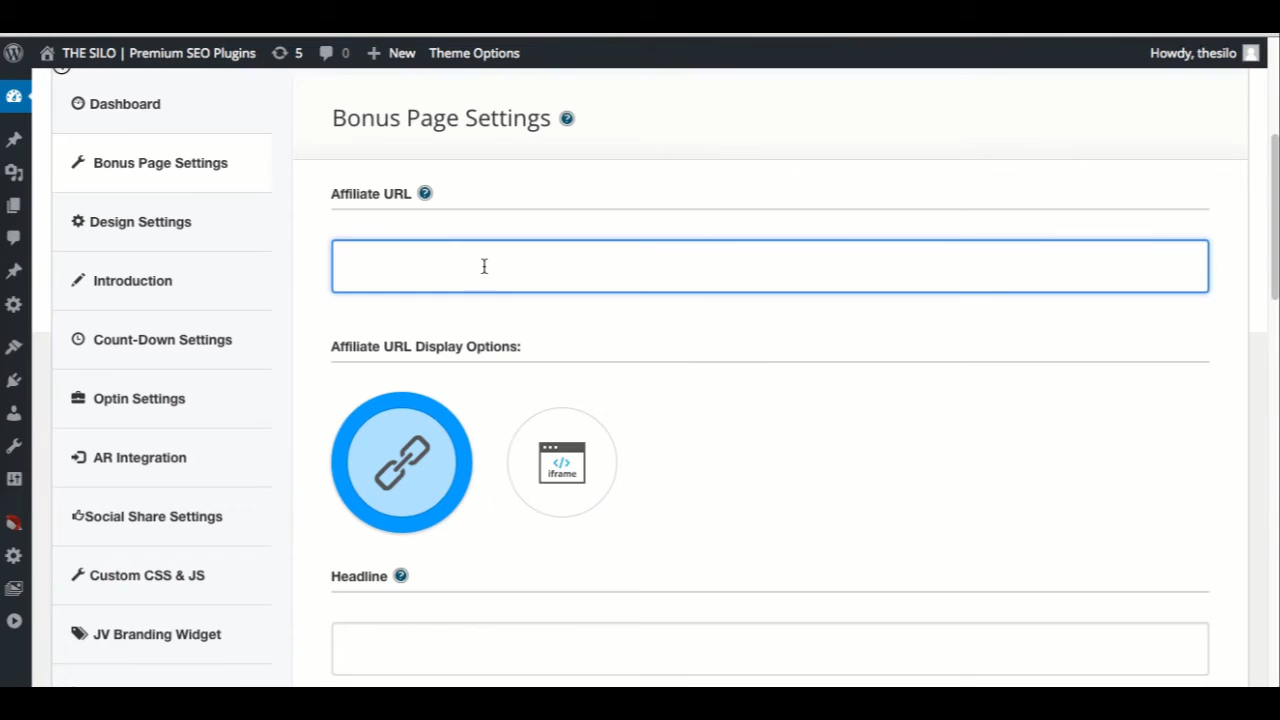 THE SILO | Premium SEO Plugins 5 0 New Theme Options Howdy, thesilo
Dashboard
Bonus Page Settings
Design Settings
Introduction
Count-Down Settings
Optin Settings
AR Integration
Social Share Settings
Custom CSS & JS
JV Branding Widget
Bonus Page Settings ?
Affiliate URL ?
Affiliate URL Display Options:
</>
iframe
Headline ?